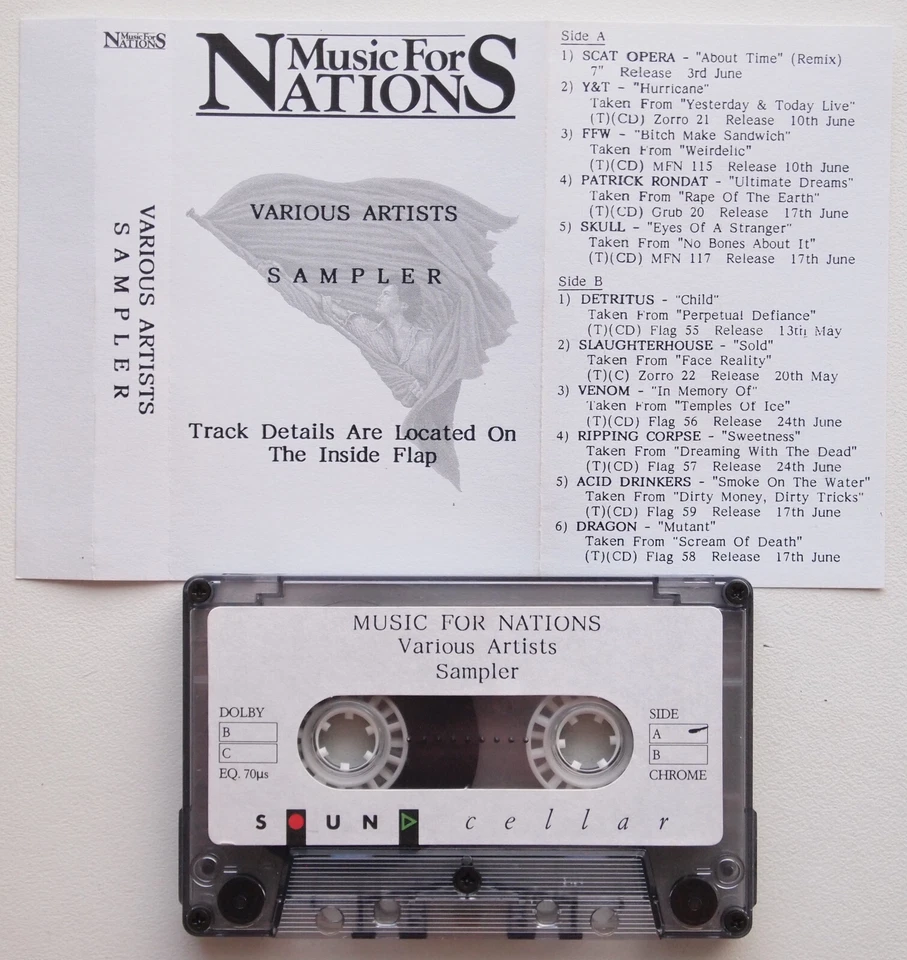 Music For
NATIONS
VARIOUS ARTISTS
SAMPLER
Music For
NATIONS
VARIOUS ARTISTS
SAMPLER
Track Details Are Located On
The Inside Flap
Side A
1) SCAT OPERA - "About Time" (Remix)
7" Release 3rd June
2) Y&T - "Hurricane"
Taken From "Yesterday & Today Live"
(T)(CD) Zorro 21 Release 10th June
3) FFW - "Bitch Make Sandwich"
Taken From "Weirdelic"
(T)(CD) MFN 115 Release 10th June
4) PATRICK RONDAT - "Ultimate Dreams"
Taken From "Rape Of The Earth"
(T)(CD) Grub 20 Release 17th June
5) SKULL - "Eyes Of A Stranger"
Taken From "No Bones About It"
(T)(CD) MFN 117 Release 17th June
Side B
1) DETRITUS - "Child"
Taken From "Perpetual Defiance"
(T)(CD) Flag 55 Release 13th May
2) SLAUGHTERHOUSE - "Sold"
Taken From "Face Reality"
(T)(C) Zorro 22 Release 20th May
3) VENOM - "In Memory Of"
Taken From "Temples Of Ice"
(T)(CD) Flag 56 Release 24th June
4) RIPPING CORPSE - "Sweetness"
Taken From "Dreaming With The Dead"
(T)(CD) Flag 57 Release 24th June
5) ACID DRINKERS - "Smoke On The Water"
Taken From "Dirty Money, Dirty Tricks"
(T)(CD) Flag 59 Release 17th June
6) DRAGON - "Mutant"
Taken From "Scream Of Death"
(T)(CD) Flag 58 Release 17th June
MUSIC FOR NATIONS
Various Artists
Sampler
DOLBY
B
C
EQ. 70µs
SIDE
A
B
CHROME
SOUND cellar